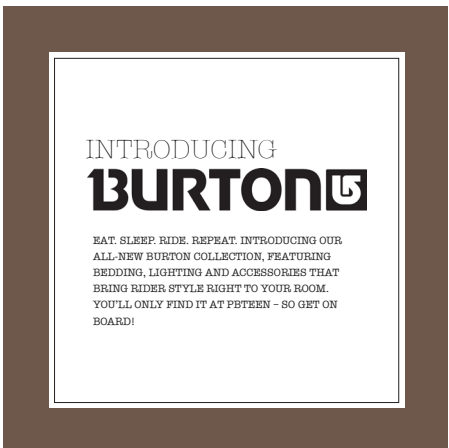 INTRODUCING
BURTON
EAT. SLEEP. RIDE. REPEAT. INTRODUCING OUR
ALL-NEW BURTON COLLECTION, FEATURING
BEDDING, LIGHTING AND ACCESSORIES THAT
BRING RIDER STYLE RIGHT TO YOUR ROOM.
YOU'LL ONLY FIND IT AT PBTEEN – SO GET ON
BOARD!